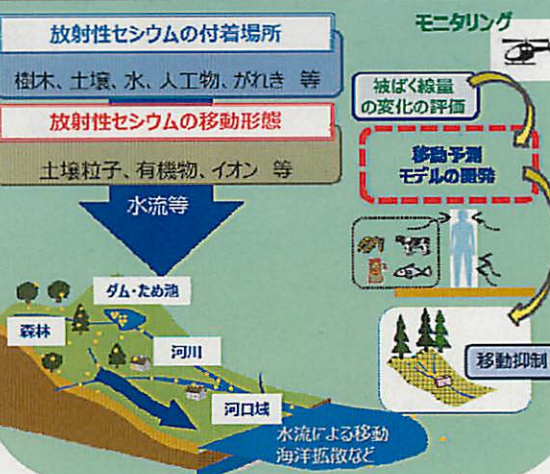 放射性セシウムの付着場所
樹木、土壌、水、人工物、がれき 等
放射性セシウムの移動形態
土壌粒子、有機物、イオン 等
水流等
モニタリング
被ばく線量
の変化の評価
移動予測
モデルの開発
ダム・ため池
森林
河川
河口域
水流による移動
海洋拡散など
移動抑制